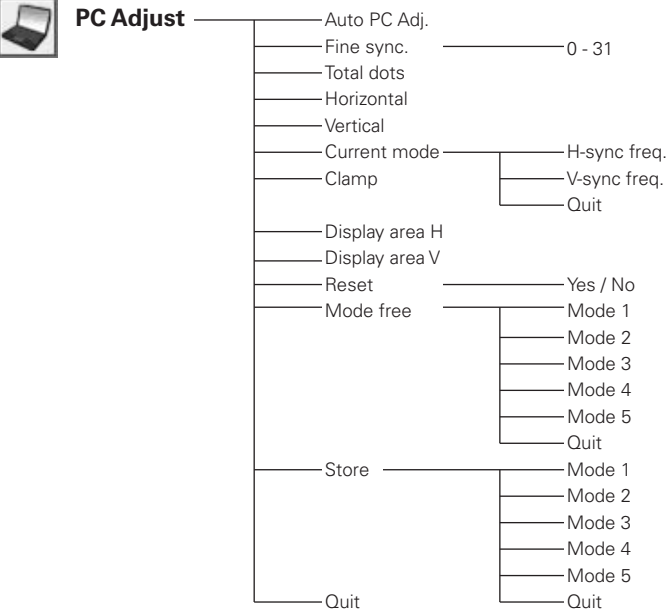 PC Adjust
Auto PC Adj.
Fine sync. 0 - 31
Total dots
Horizontal
Vertical
Current mode H-sync freq.
Clamp V-sync freq.
Quit
Display area H
Display area V
Reset Yes / No
Mode free Mode 1
Mode 2
Mode 3
Mode 4
Mode 5
Quit
Store Mode 1
Mode 2
Mode 3
Mode 4
Mode 5
Quit Quit